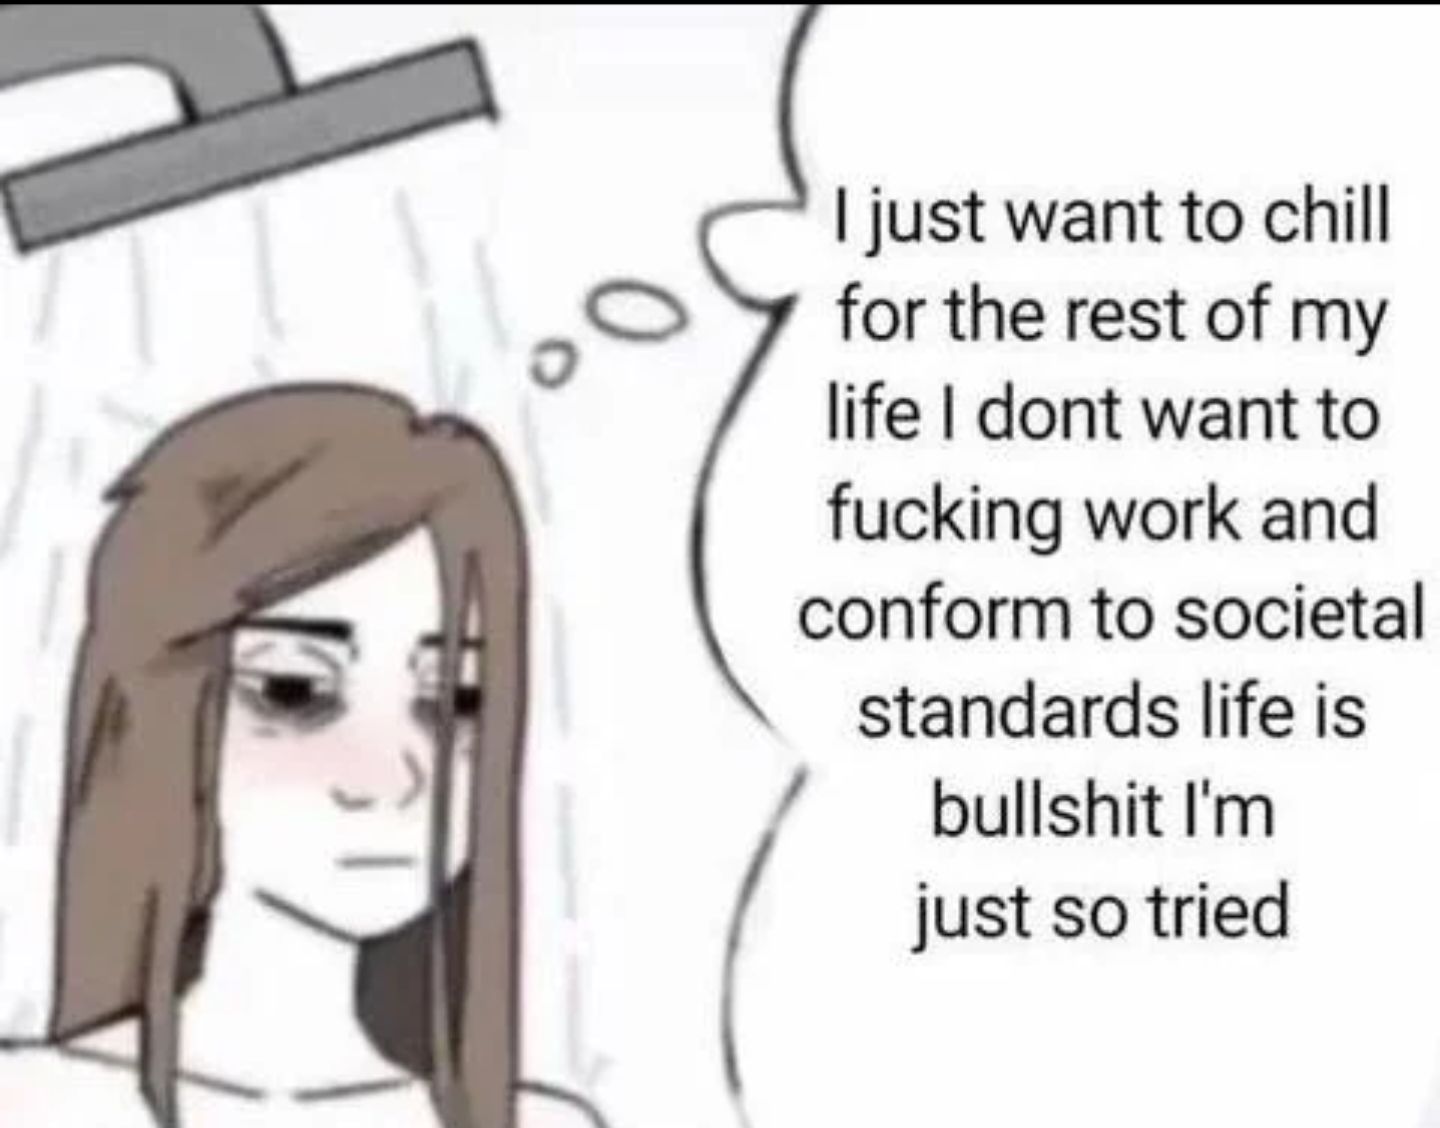 I just want to chill
for the rest of my
life I dont want to
fucking work and
conform to societal
standards life is
bullshit I'm
just so tried